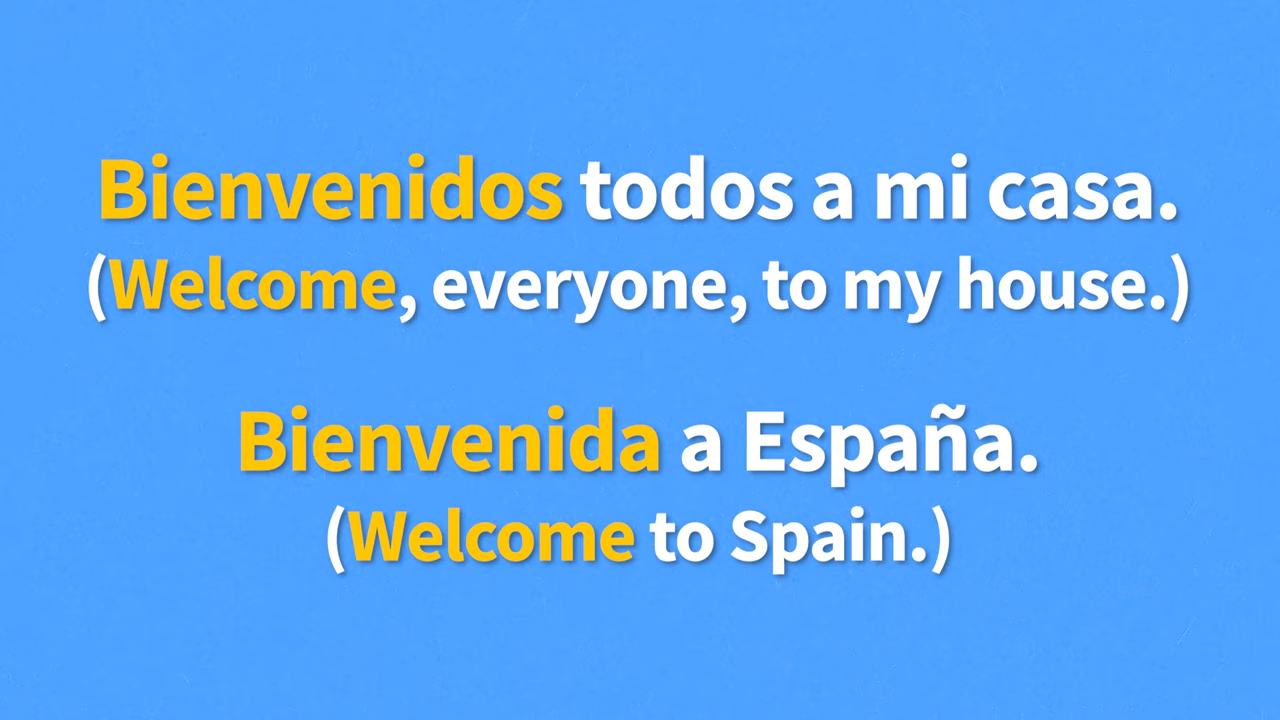 Bienvenidos todos a mi casa.
(Welcome, everyone, to my house.)
Bienvenida a España.
(Welcome to Spain.)